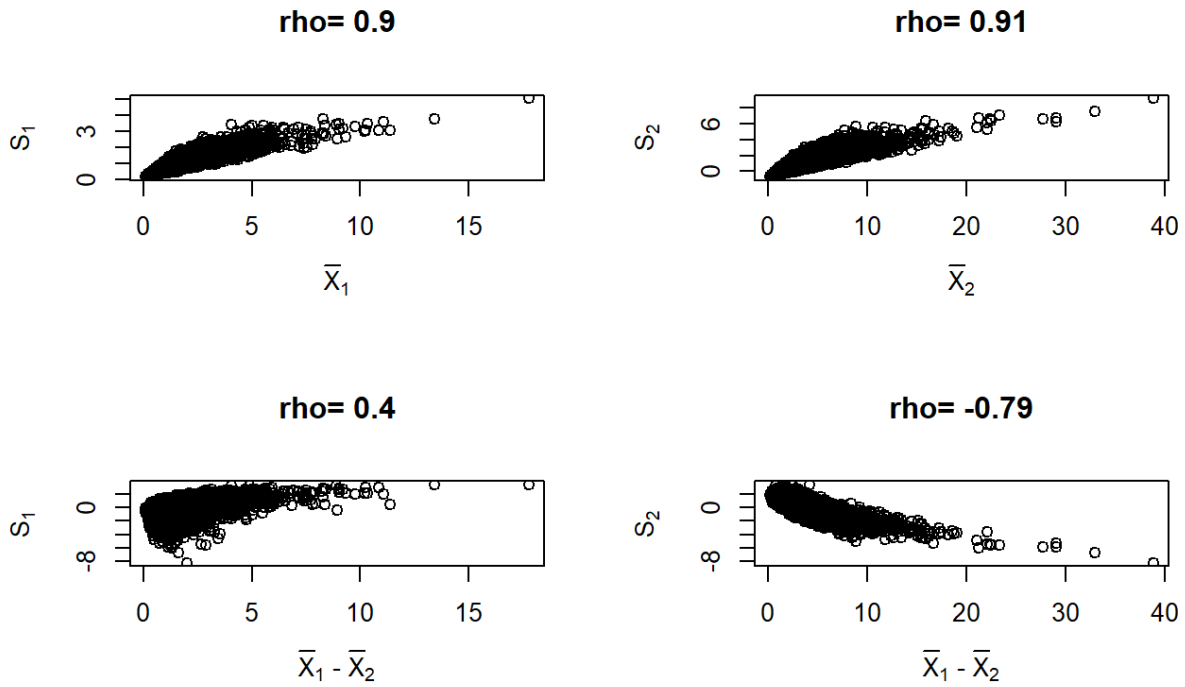 rho= 0.9
S₁
3
0
0 5 10 15
X̅₁
rho= 0.91
S₂
6
0
0 10 20 30 40
X̅₂
rho= 0.4
S₁
0
-8
0 5 10 15
X̅₁ - X̅₂
rho= -0.79
S₂
0
-8
0 10 20 30 40
X̅₁ - X̅₂